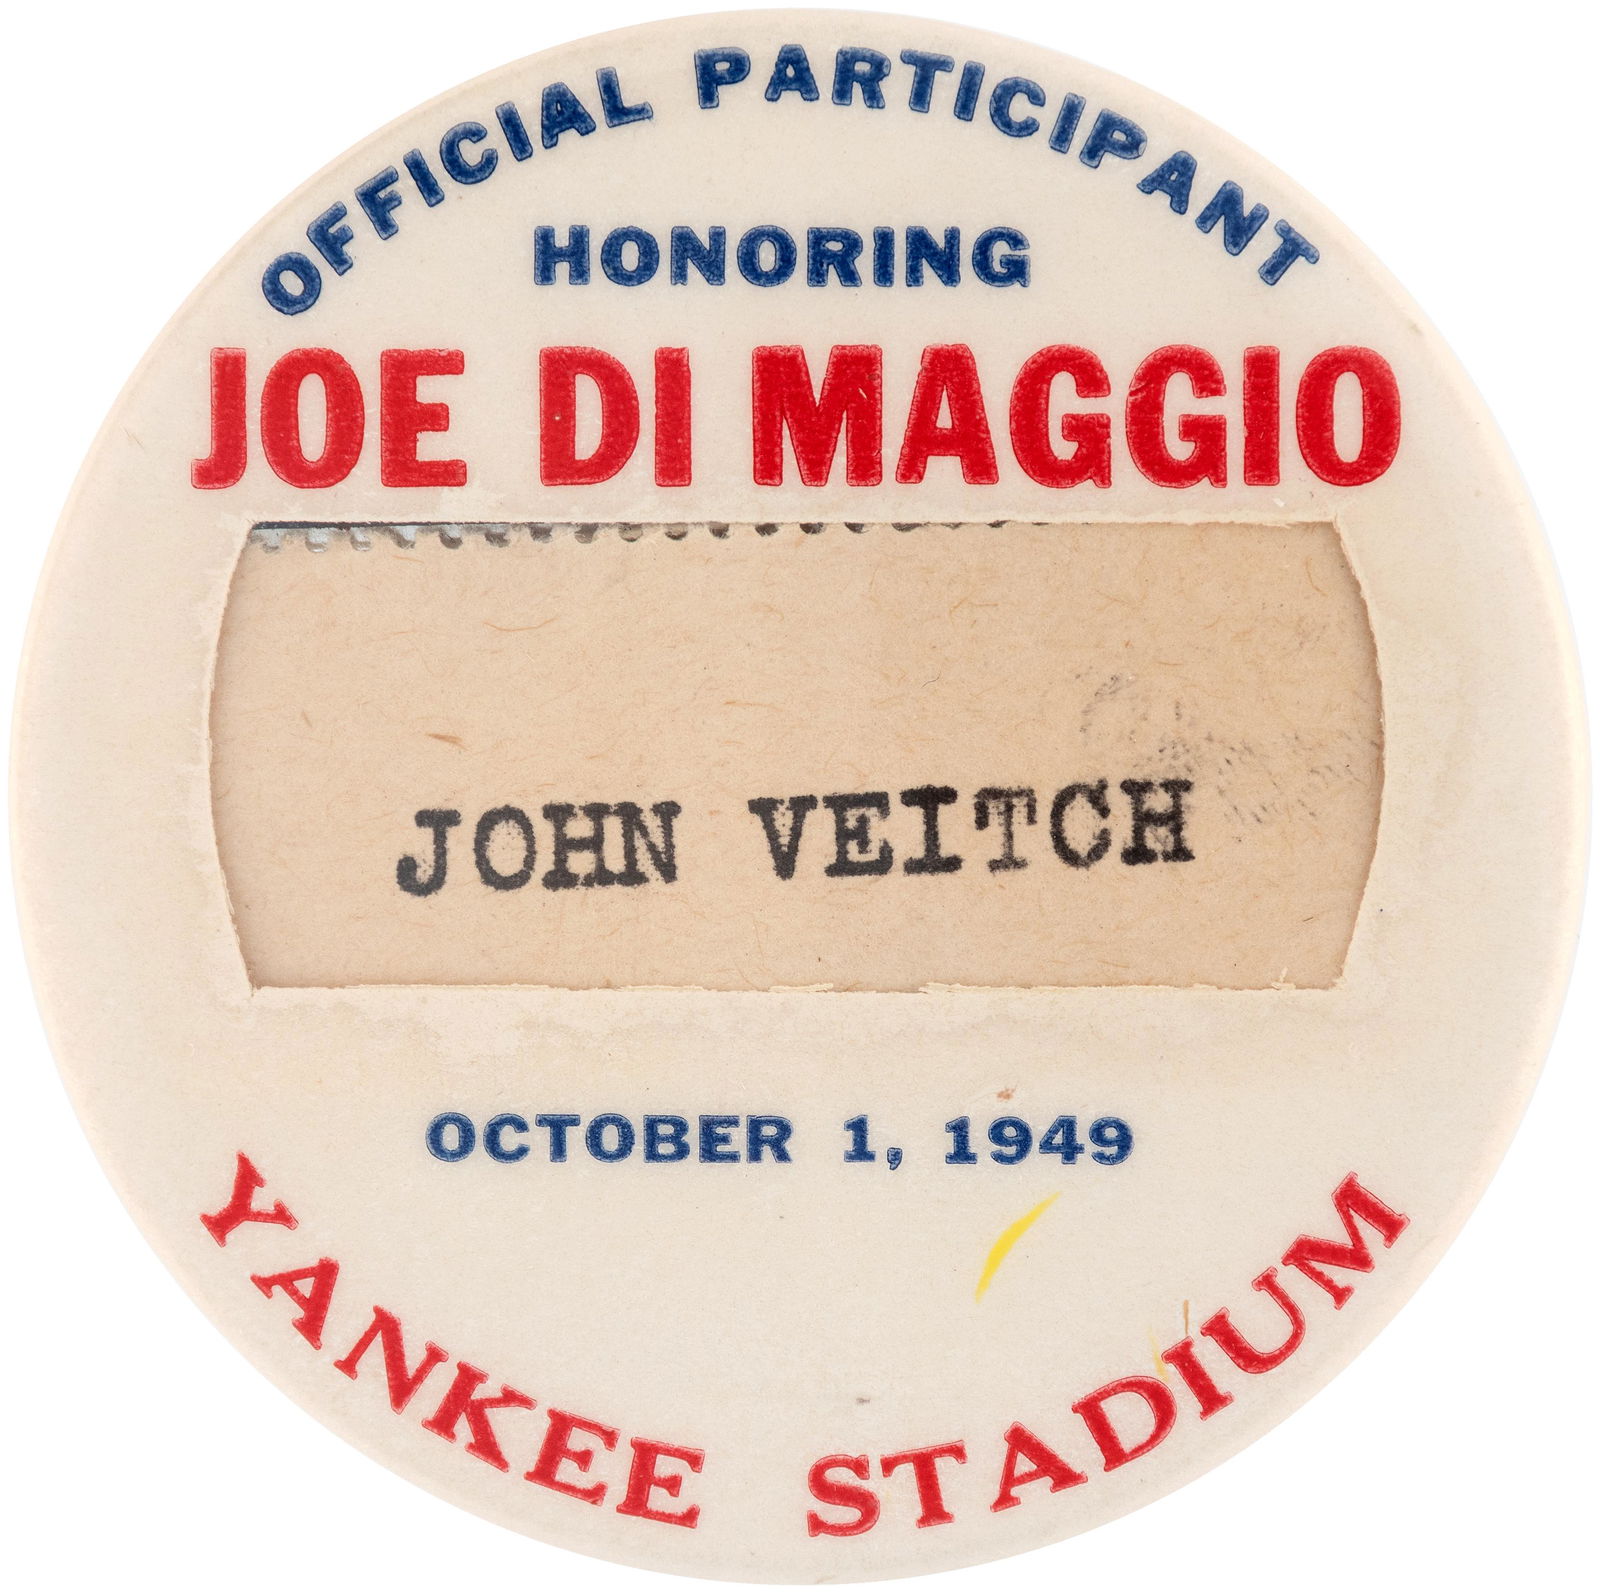 OFFICIAL PARTICIPANT
HONORING
JOE DI MAGGIO
JOHN VEITCH
OCTOBER 1, 1949
YANKEE STADIUM